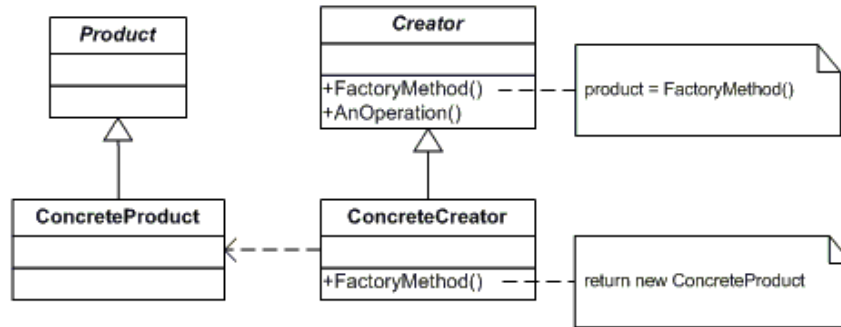 Product
Creator
+FactoryMethod()
+AnOperation()
product = FactoryMethod()
ConcreteProduct
ConcreteCreator
+FactoryMethod()
return new ConcreteProduct